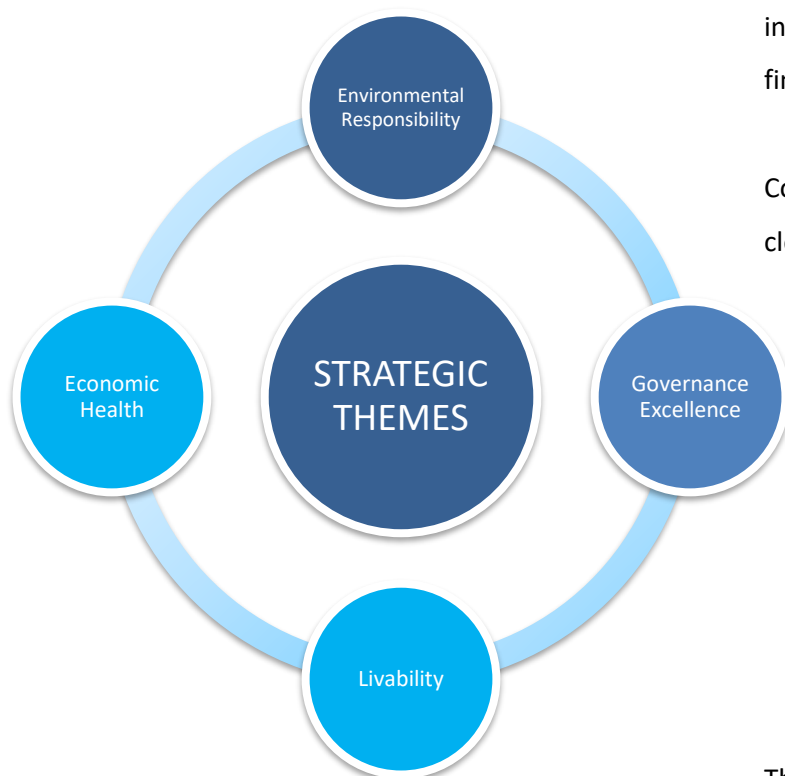 Environmental
Responsibility
STRATEGIC
THEMES
Economic
Health
Governance
Excellence
Livability